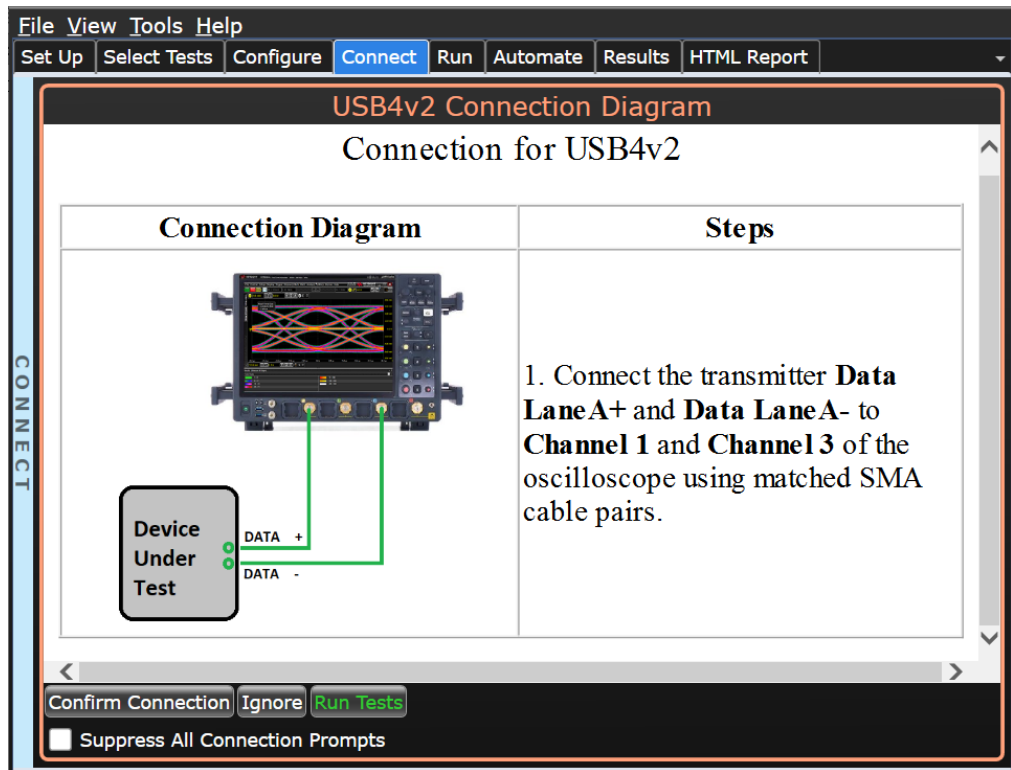 File View Tools Help
Set Up Select Tests Configure Connect Run Automate Results HTML Report
CONNECT
USB4v2 Connection Diagram
Connection for USB4v2
Connection Diagram
Steps
Device
Under
Test
DATA +
DATA -
1. Connect the transmitter Data
LaneA+ and Data LaneA- to
Channel 1 and Channel 3 of the
oscilloscope using matched SMA
cable pairs.
Confirm Connection Ignore Run Tests
Suppress All Connection Prompts